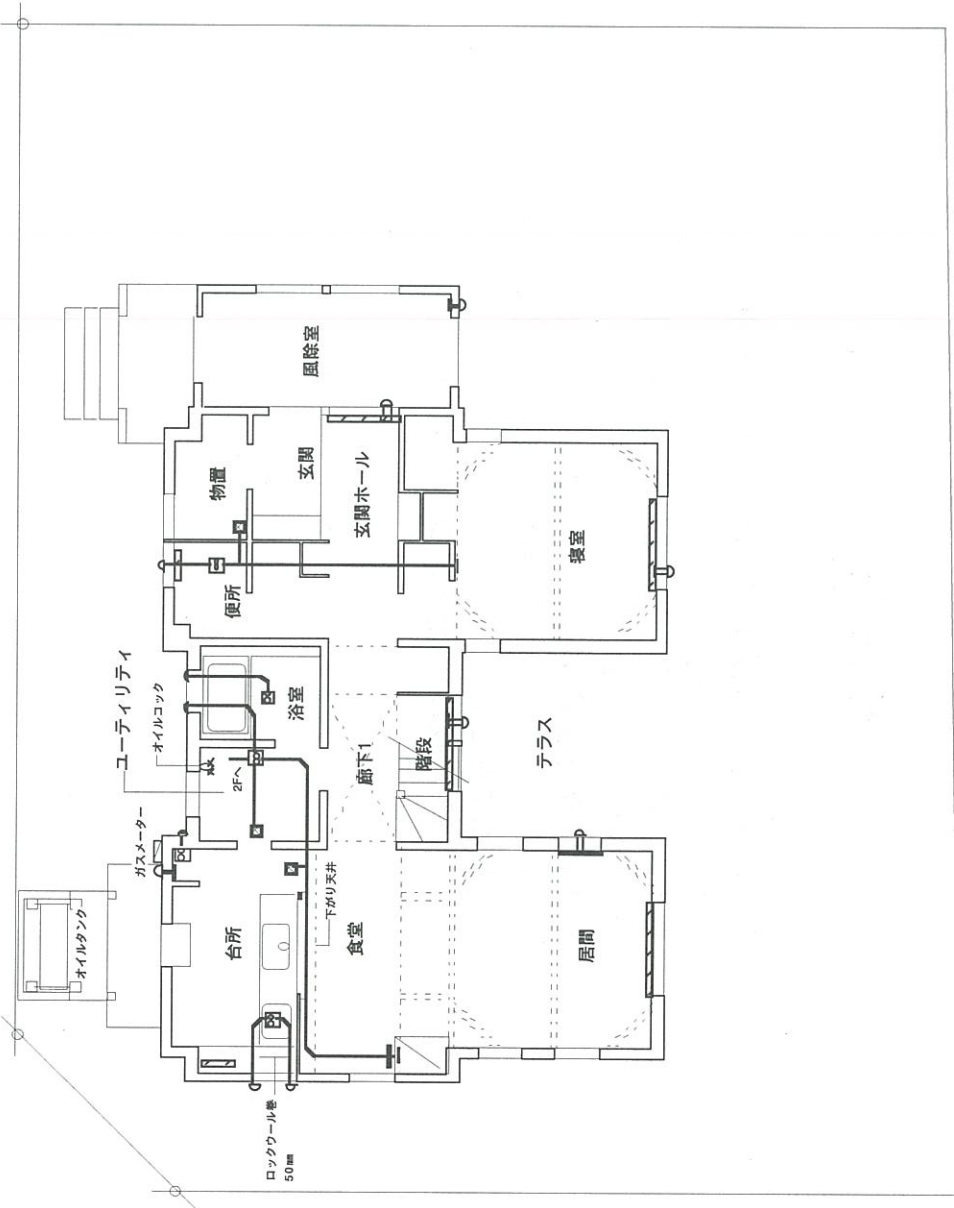 オイルタンク
ガスメーター
ユーティリティ
オイルコック
2Fへ
台所
浴室
便所
物置
玄関
風除室
玄関ホール
食堂
下がり天井
廊下1
階段
ロックウール巻
50㎜
居間
テラス
寝室